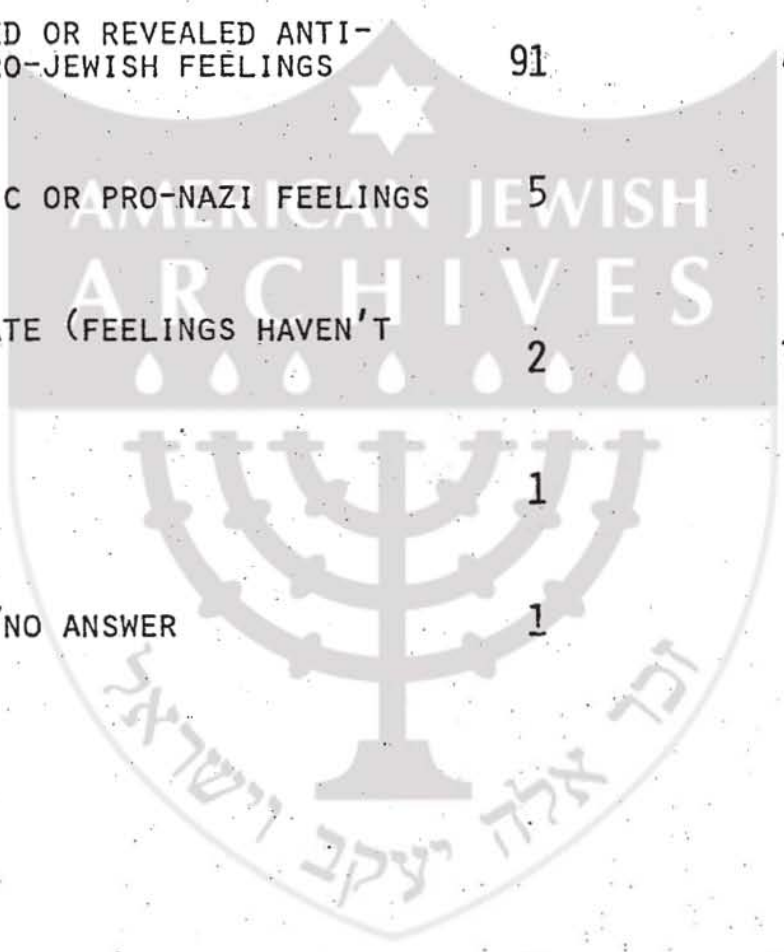 ED OR REVEALED ANTI-
O-JEWISH FEELINGS 91
C OR PRO-NAZI FEELINGS 5
AMERICAN JEWISH
ARCHIVES
TE (FEELINGS HAVEN'T
2
1
NO ANSWER 1
זכר אלה יעקב וישראל